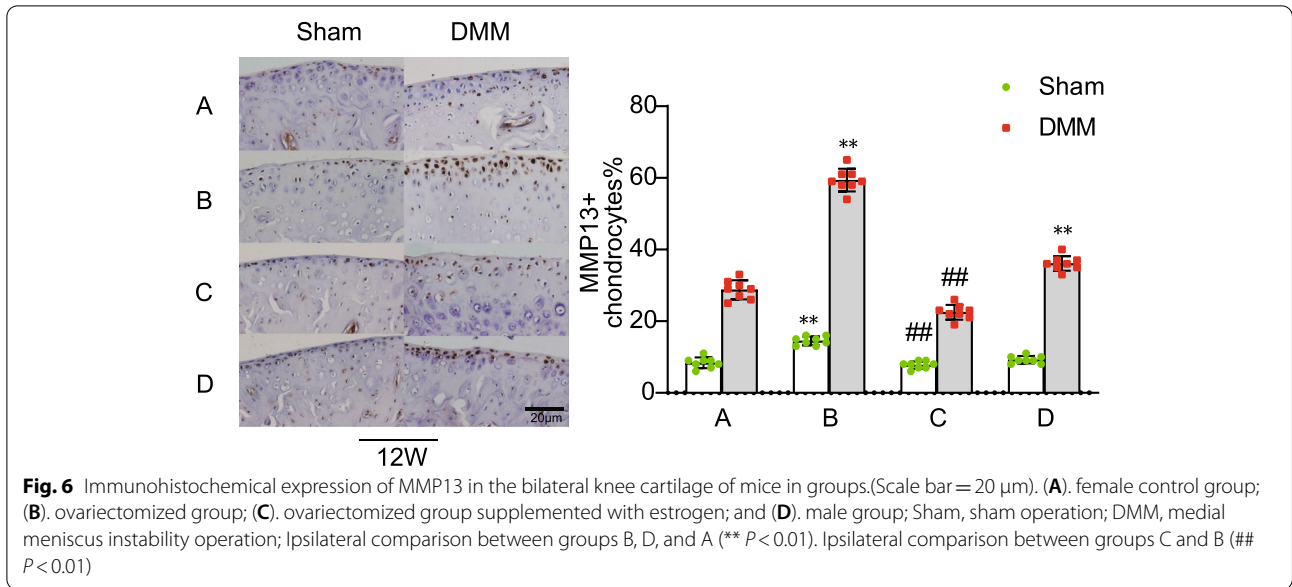 Sham DMM
A
B
C
D
20μm
12W
Sham
DMM
MMP13+
chondrocytes%
80
60
40
20
0
**
**
##
##
**
A B C D
Fig. 6 Immunohistochemical expression of MMP13 in the bilateral knee cartilage of mice in groups.(Scale bar = 20 μm). (A). female control group;
(B). ovariectomized group; (C). ovariectomized group supplemented with estrogen; and (D). male group; Sham, sham operation; DMM, medial
meniscus instability operation; Ipsilateral comparison between groups B, D, and A (** P < 0.01). Ipsilateral comparison between groups C and B (##
P < 0.01)